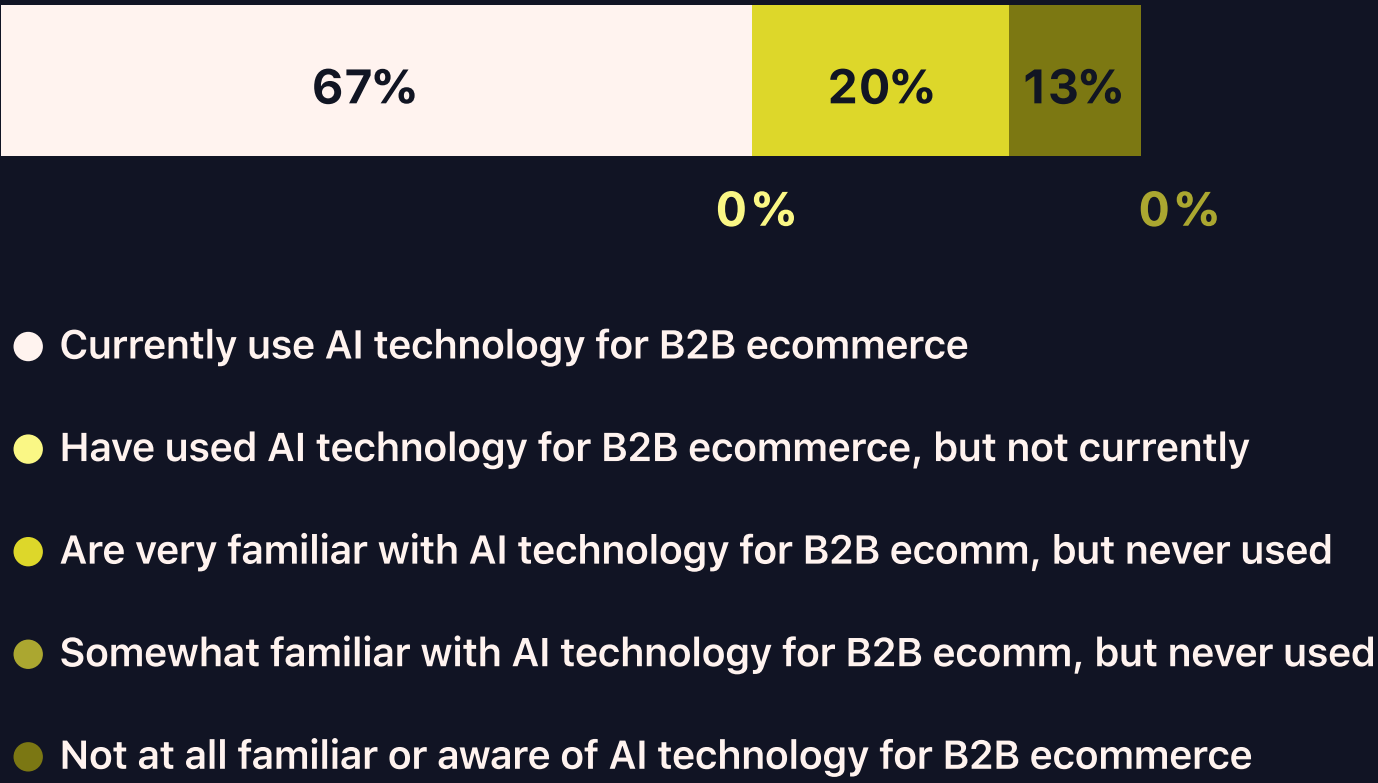 67% 20% 13%
0% 0%
Currently use AI technology for B2B ecommerce
Have used AI technology for B2B ecommerce, but not currently
Are very familiar with AI technology for B2B ecomm, but never used
Somewhat familiar with AI technology for B2B ecomm, but never used
Not at all familiar or aware of AI technology for B2B ecommerce